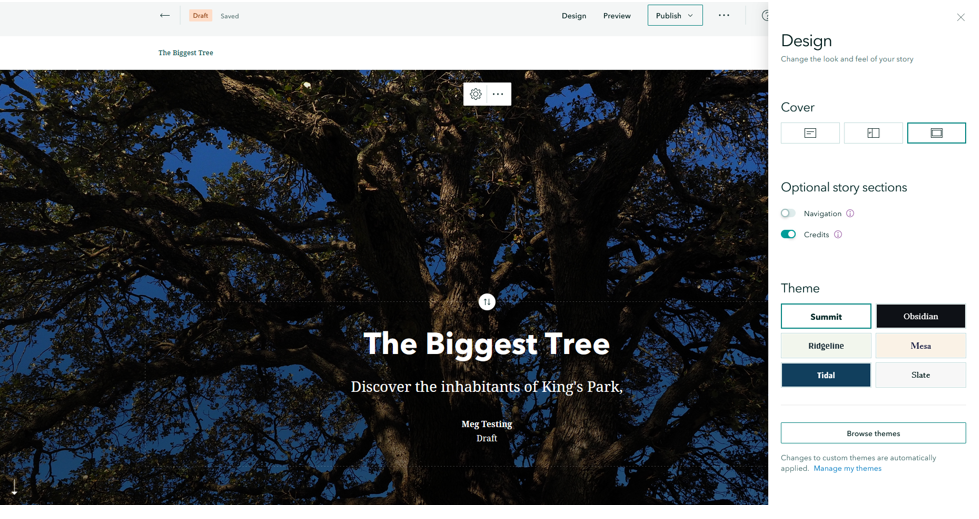 Draft Saved Design Preview Publish
The Biggest Tree
The Biggest Tree
Discover the inhabitants of King's Park,
Meg Testing
Draft
Design
Change the look and feel of your story
Cover
Optional story sections
Navigation
Credits
Theme
Summit Obsidian
Ridgeline Mesa
Tidal Slate
Browse themes
Changes to custom themes are automatically
applied. Manage my themes